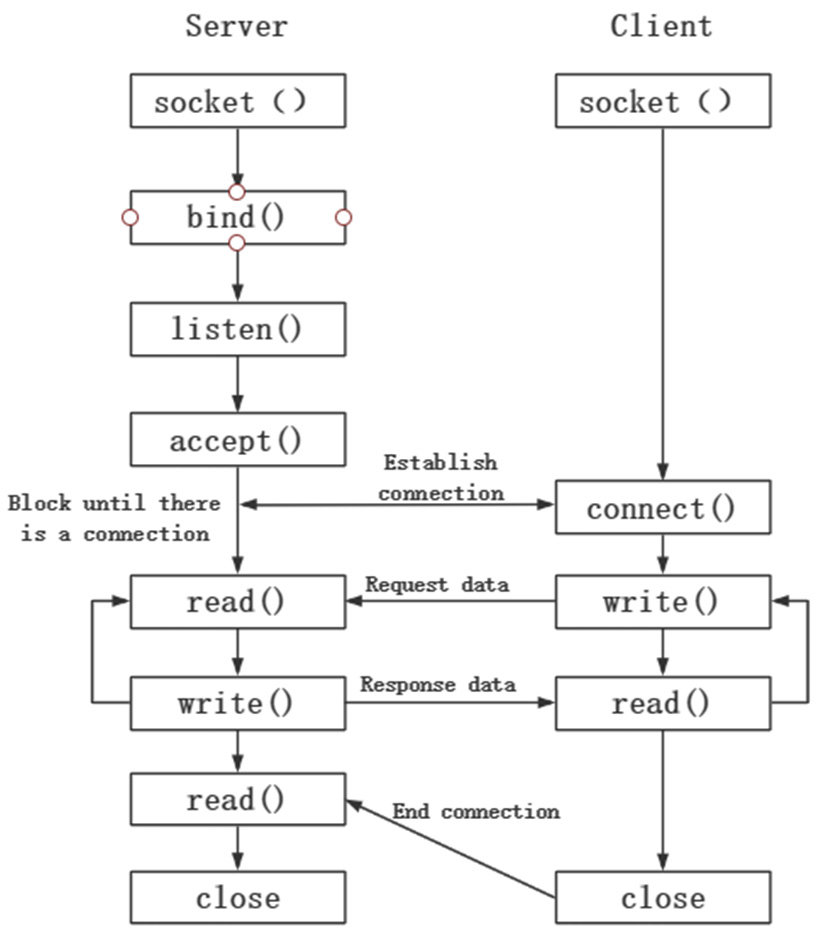 Server
Client
socket ()
socket ()
bind()
listen()
accept()
Establish
connection
Block until there
is a connection
connect()
read()
Request data
write()
write()
Response data
read()
read()
End connection
close
close